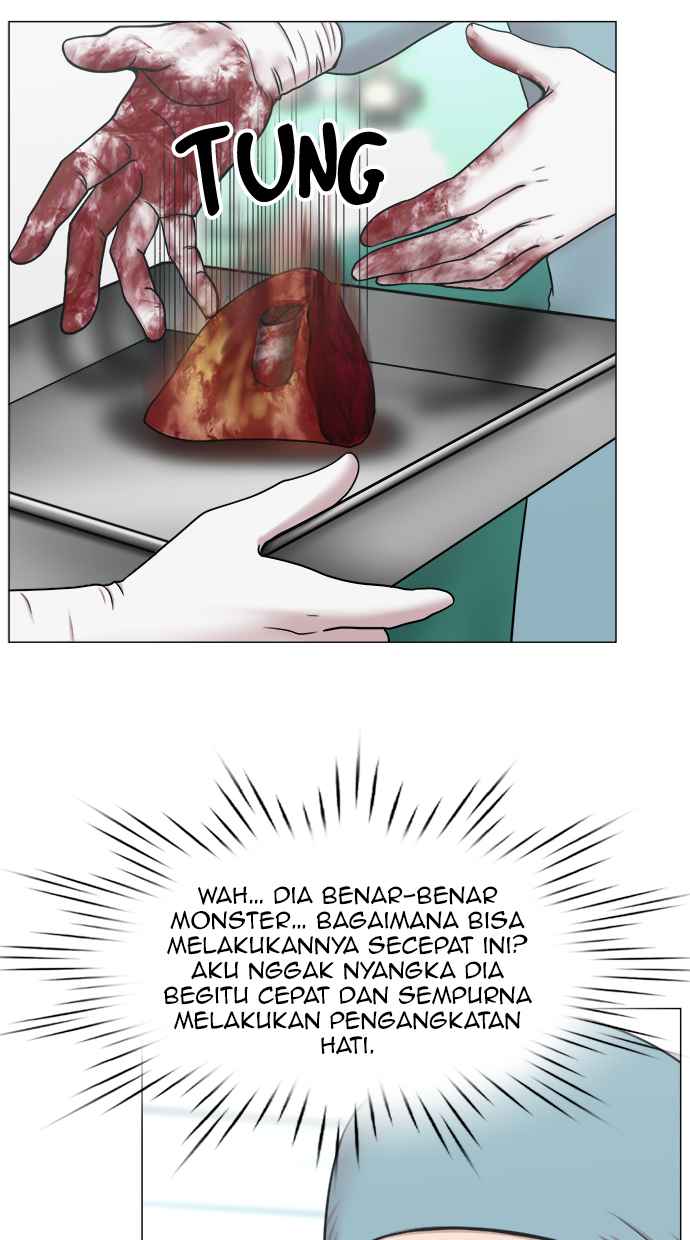 TUNG
WAH... DIA BENAR-BENAR
MONSTER... BAGAIMANA BISA
MELAKUKANNYA SECEPAT INI?
AKU NGGAK NYANGKA DIA
BEGITU CEPAT DAN SEMPURNA
MELAKUKAN PENGANGKATAN
HATI.